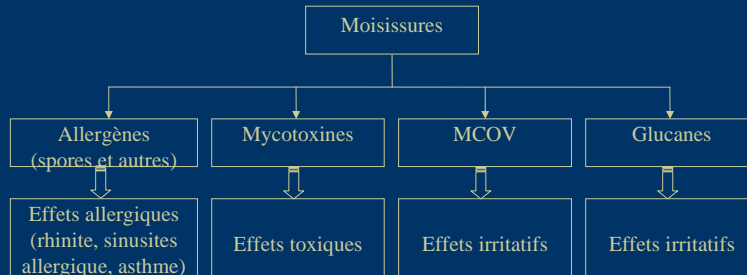 Moisissures
Allergènes
(spores et autres)
Mycotoxines
MCOV
Glucanes
Effets allergiques
(rhinite, sinusites
allergique, asthme)
Effets toxiques
Effets irritatifs
Effets irritatifs